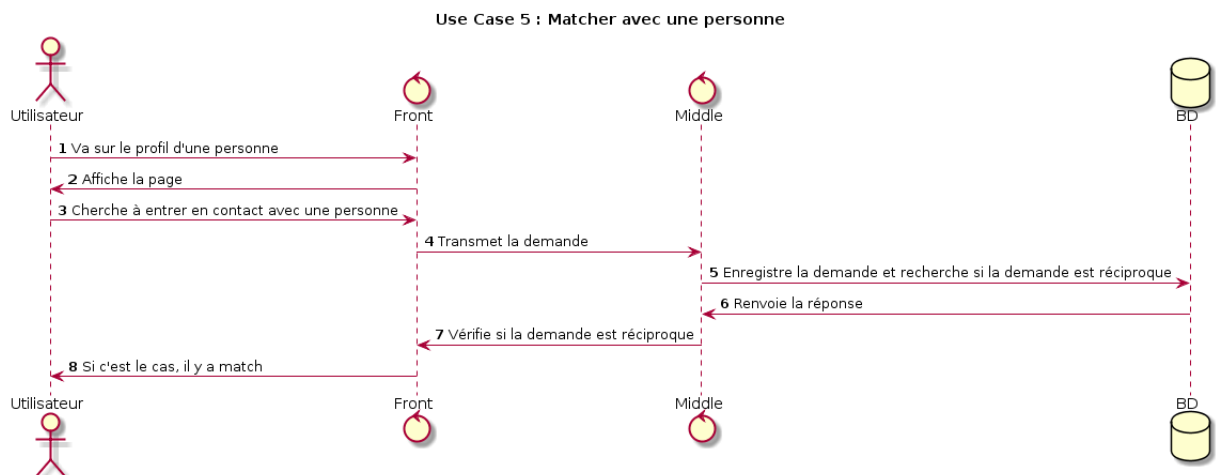 Use Case 5 : Matcher avec une personne
Utilisateur Front Middle BD
1 Va sur le profil d'une personne
2 Affiche la page
3 Cherche à entrer en contact avec une personne
4 Transmet la demande
5 Enregistre la demande et recherche si la demande est réciproque
6 Renvoie la réponse
7 Vérifie si la demande est réciproque
8 Si c'est le cas, il y a match
Utilisateur Front Middle BD